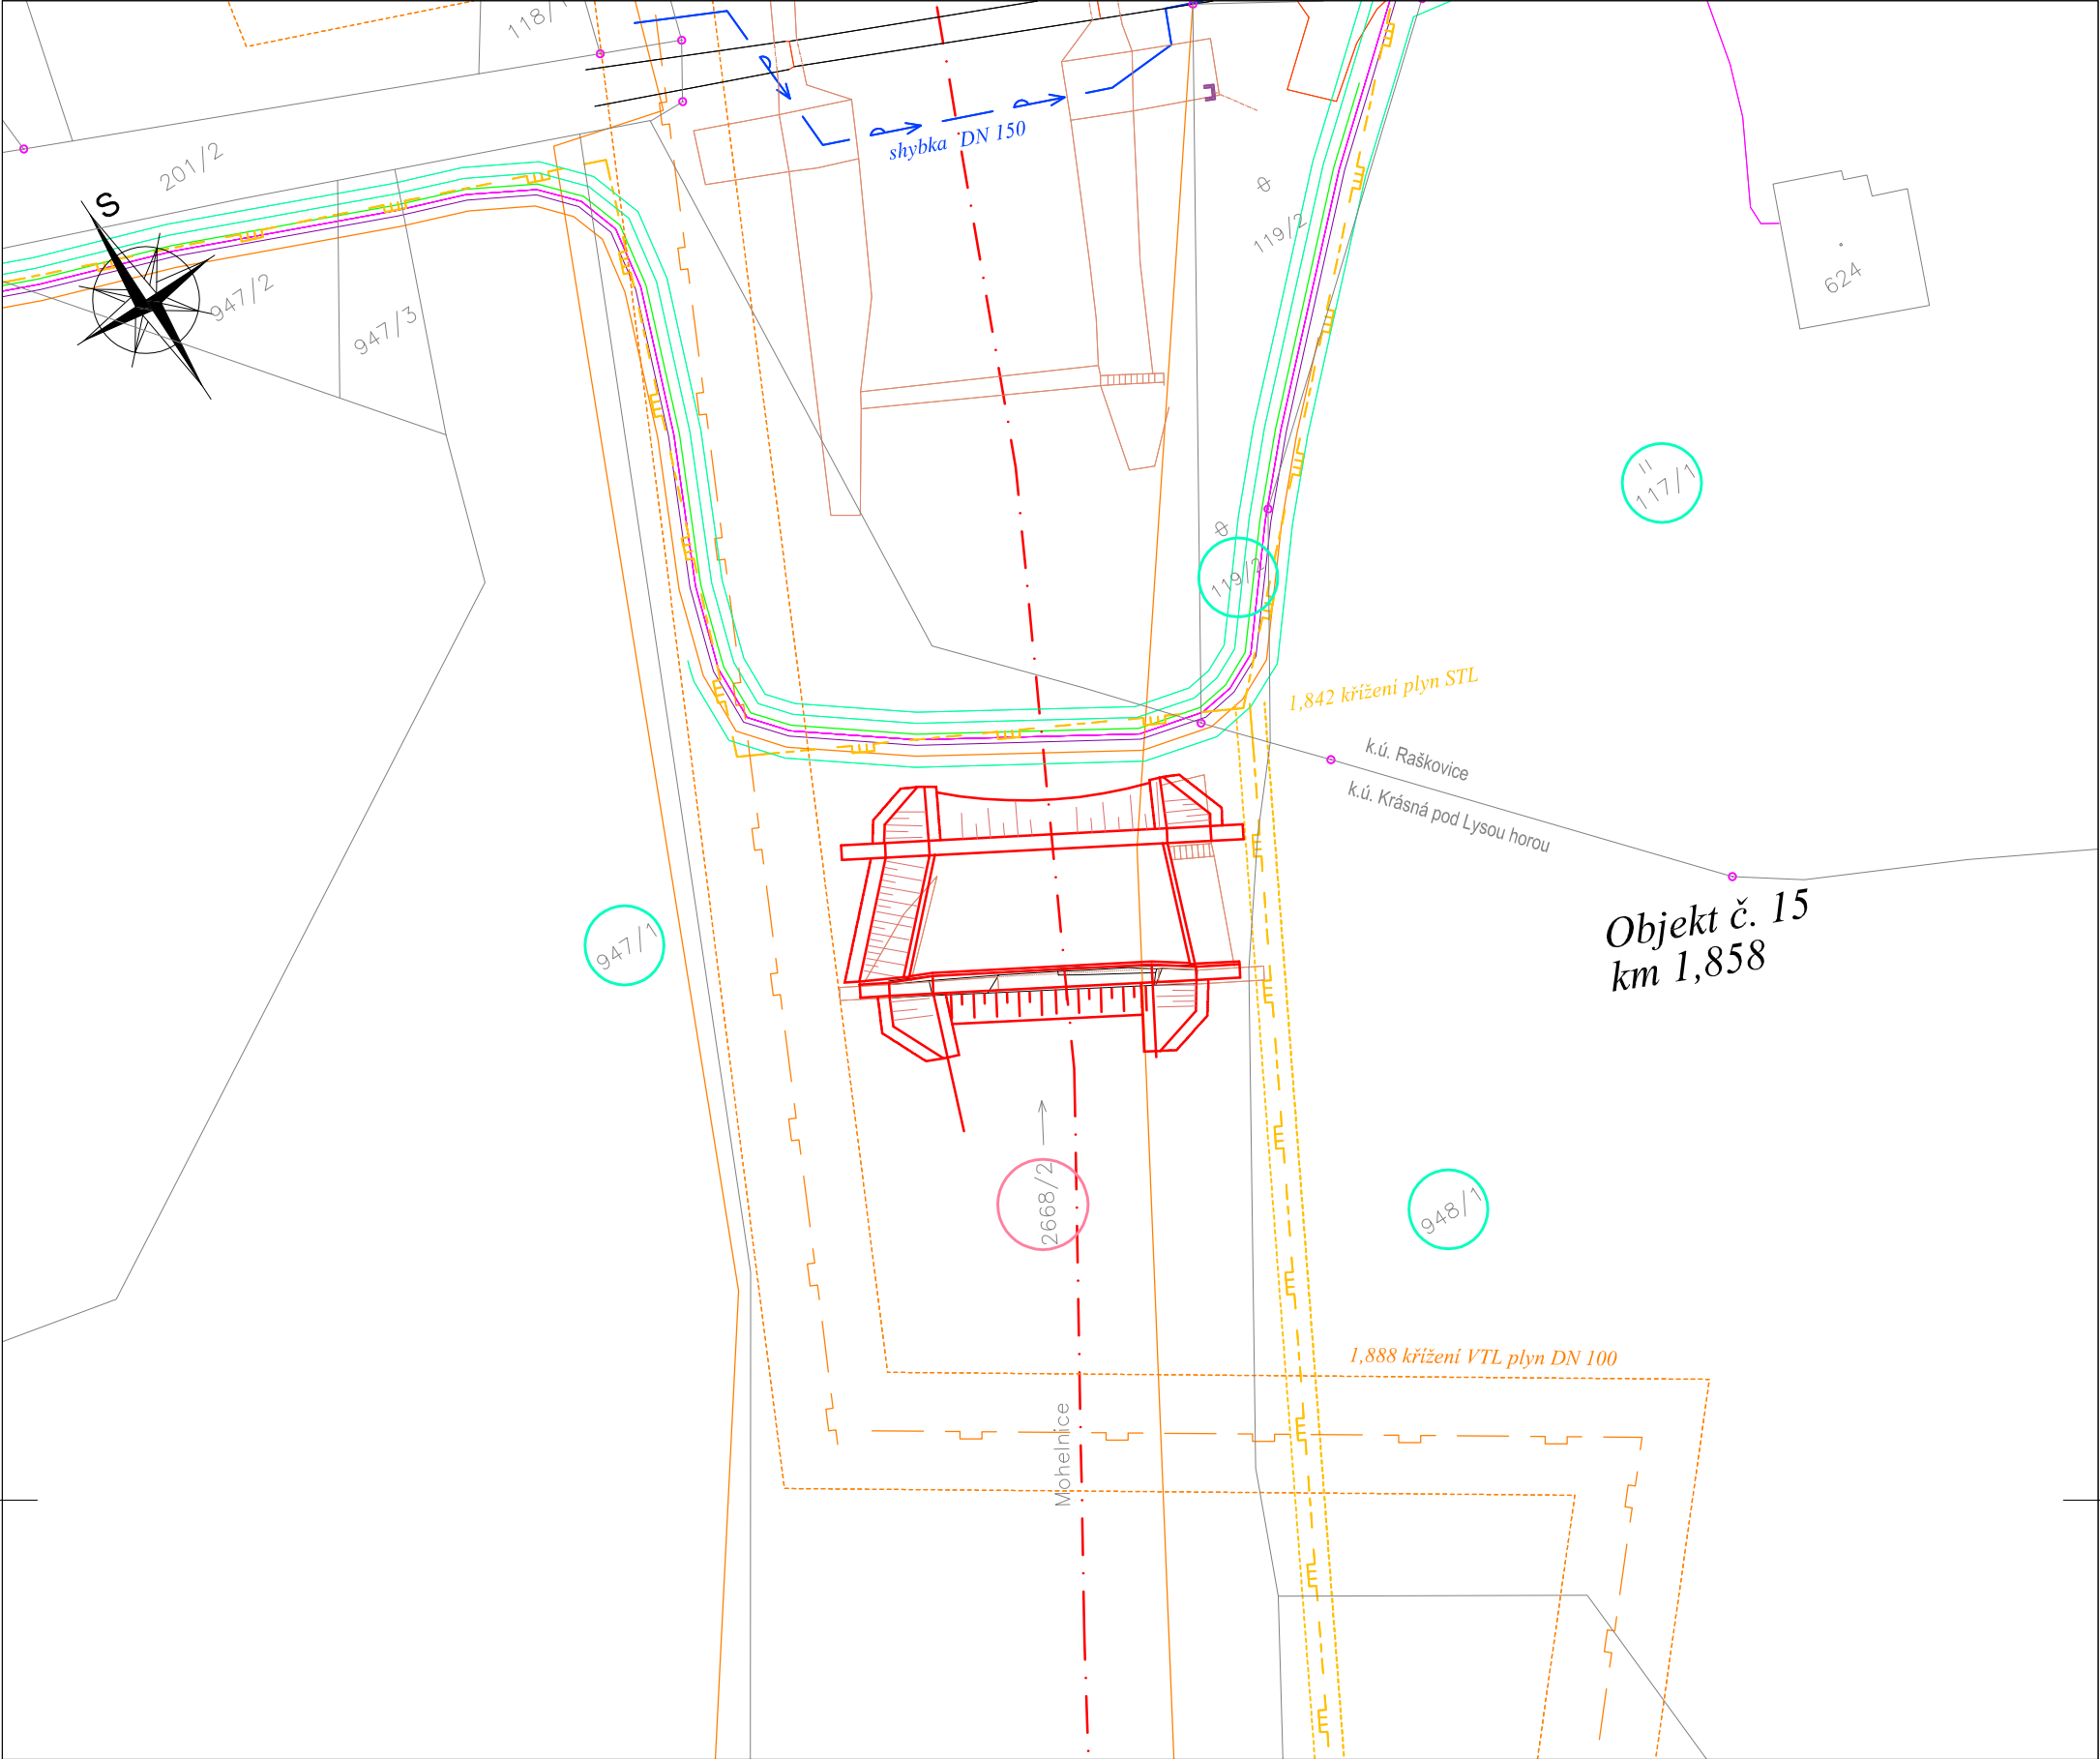 118/1
201/2
S
947/2
947/3
shybka DN 150
119/2
624
117/1
119/2
1,842 křížení plyn STL
k.ú. Raškovice
k.ú. Krásná pod Lysou horou
947/1
Objekt č. 15
km 1,858
2668/2
948/1
1,888 křížení VTL plyn DN 100
Mohelnice